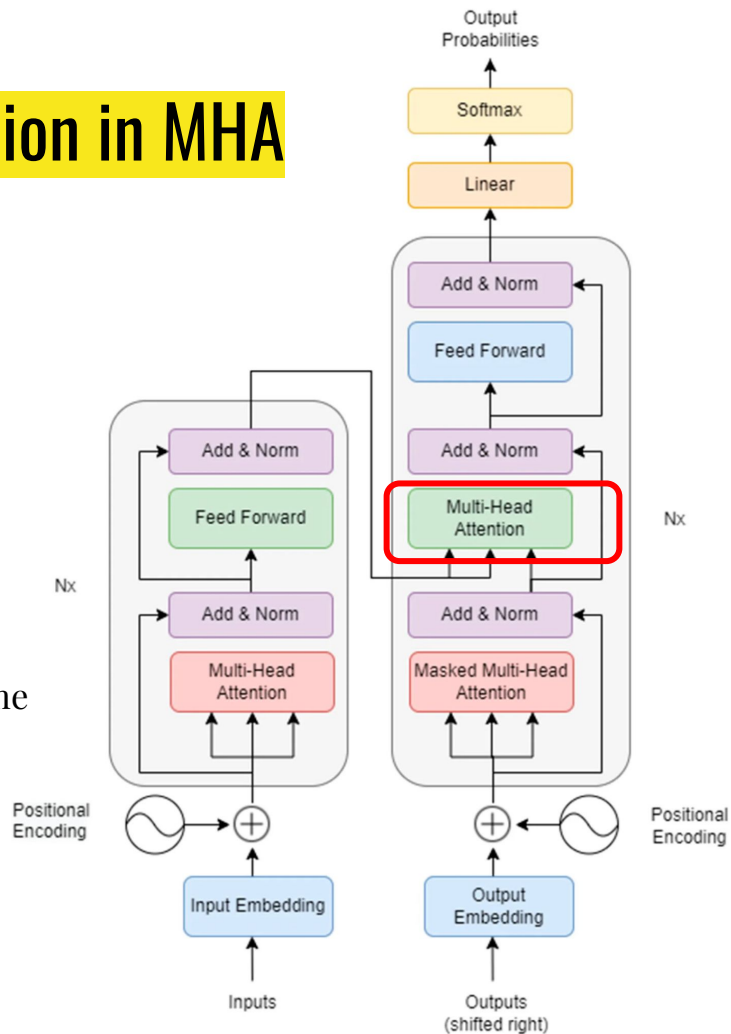 ion in MHA
Output
Probabilities
Softmax
Linear
Add & Norm
Feed Forward
Add & Norm
Multi-Head
Attention
Nx
Add & Norm
Masked Multi-Head
Attention
Add & Norm
Feed Forward
Nx
Add & Norm
Multi-Head
Attention
ne
Positional
Encoding
Positional
Encoding
Input Embedding
Output
Embedding
Inputs
Outputs
(shifted right)